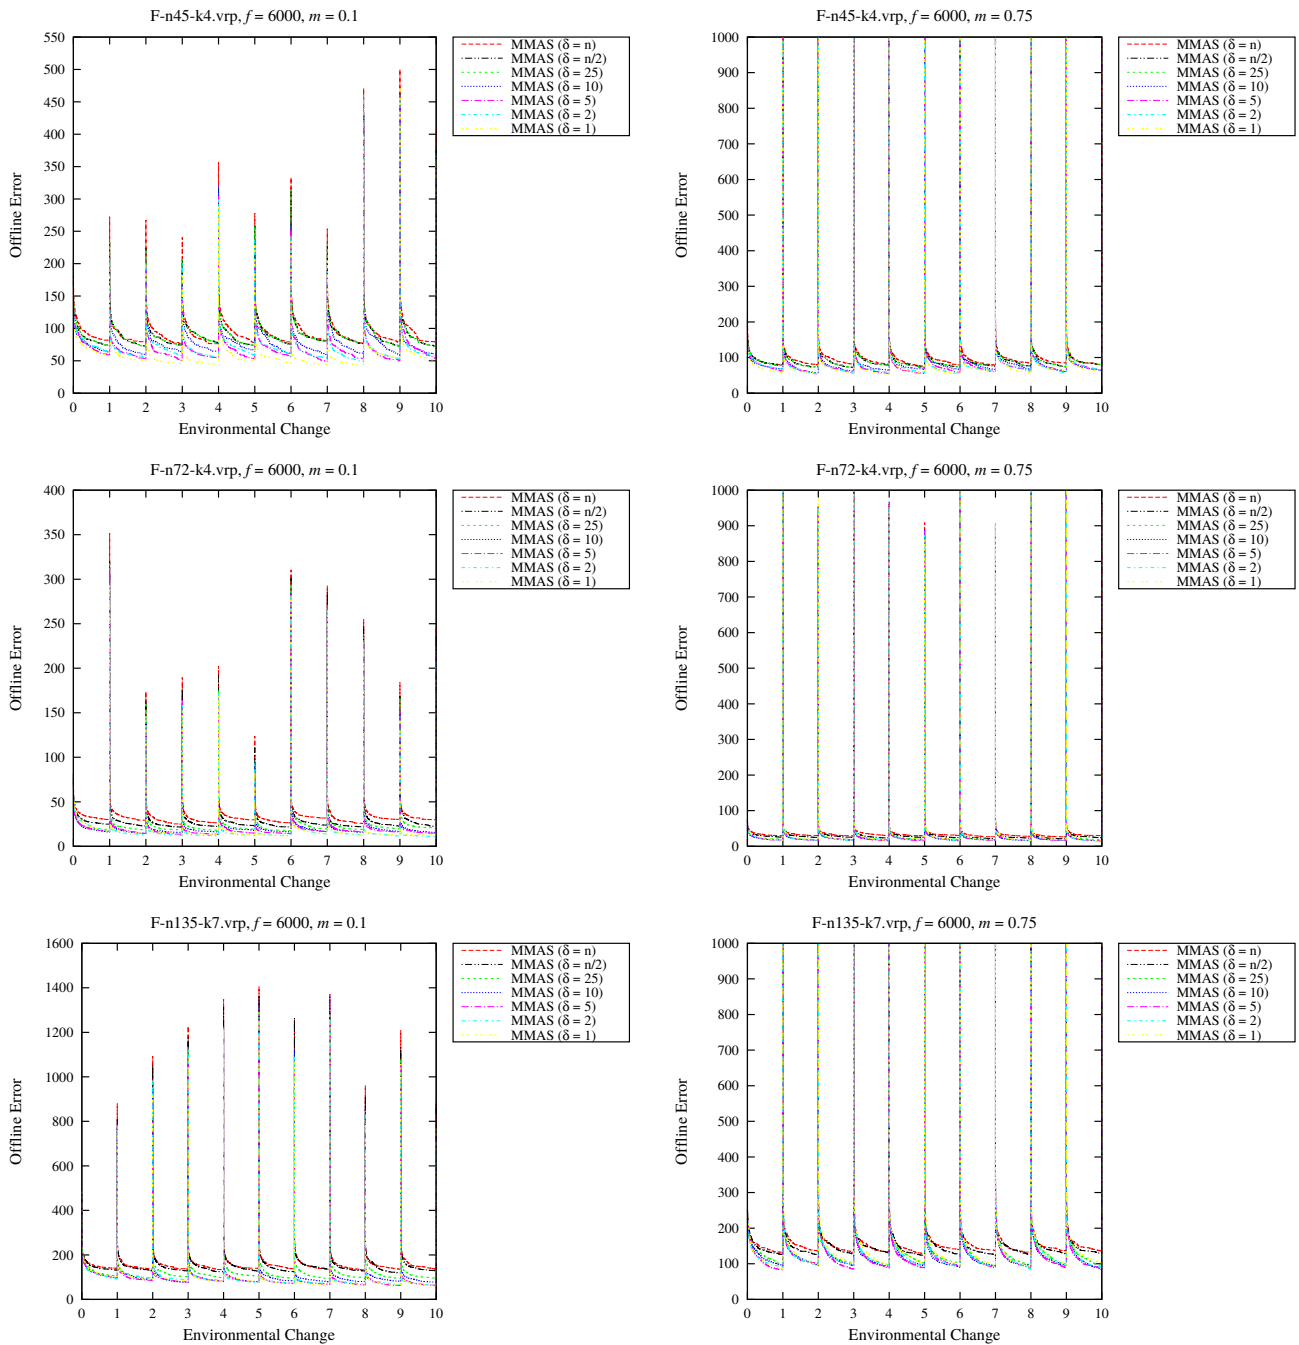 F-n45-k4.vrp, f = 6000, m = 0.1
550
500
450
400
350
300
250
200
150
100
50
0
Offline Error
0 1 2 3 4 5 6 7 8 9 10
Environmental Change
MMAS (δ = n)
MMAS (δ = n/2)
MMAS (δ = 25)
MMAS (δ = 10)
MMAS (δ = 5)
MMAS (δ = 2)
MMAS (δ = 1)
F-n45-k4.vrp, f = 6000, m = 0.75
1000
900
800
700
600
500
400
300
200
100
0
Offline Error
0 1 2 3 4 5 6 7 8 9 10
Environmental Change
MMAS (δ = n)
MMAS (δ = n/2)
MMAS (δ = 25)
MMAS (δ = 10)
MMAS (δ = 5)
MMAS (δ = 2)
MMAS (δ = 1)
F-n72-k4.vrp, f = 6000, m = 0.1
400
350
300
250
200
150
100
50
0
Offline Error
0 1 2 3 4 5 6 7 8 9 10
Environmental Change
MMAS (δ = n)
MMAS (δ = n/2)
MMAS (δ = 25)
MMAS (δ = 10)
MMAS (δ = 5)
MMAS (δ = 2)
MMAS (δ = 1)
F-n72-k4.vrp, f = 6000, m = 0.75
1000
900
800
700
600
500
400
300
200
100
0
Offline Error
0 1 2 3 4 5 6 7 8 9 10
Environmental Change
MMAS (δ = n)
MMAS (δ = n/2)
MMAS (δ = 25)
MMAS (δ = 10)
MMAS (δ = 5)
MMAS (δ = 2)
MMAS (δ = 1)
F-n135-k7.vrp, f = 6000, m = 0.1
1600
1400
1200
1000
800
600
400
200
0
Offline Error
0 1 2 3 4 5 6 7 8 9 10
Environmental Change
MMAS (δ = n)
MMAS (δ = n/2)
MMAS (δ = 25)
MMAS (δ = 10)
MMAS (δ = 5)
MMAS (δ = 2)
MMAS (δ = 1)
F-n135-k7.vrp, f = 6000, m = 0.75
1000
900
800
700
600
500
400
300
200
100
0
Offline Error
0 1 2 3 4 5 6 7 8 9 10
Environmental Change
MMAS (δ = n)
MMAS (δ = n/2)
MMAS (δ = 25)
MMAS (δ = 10)
MMAS (δ = 5)
MMAS (δ = 2)
MMAS (δ = 1)